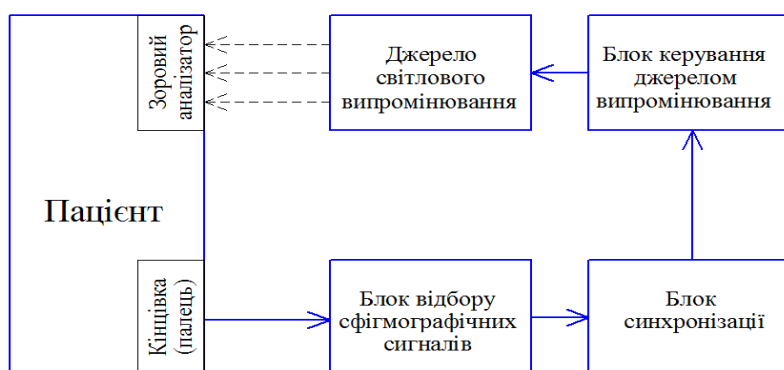 Зоровий
аналізатор
Джерело
світлового
випромінювання
Блок керування
джерелом
випромінювання
Пацієнт
Кінцівка
(палець)
Блок відбору
сфігмографічних
сигналів
Блок
синхронізації